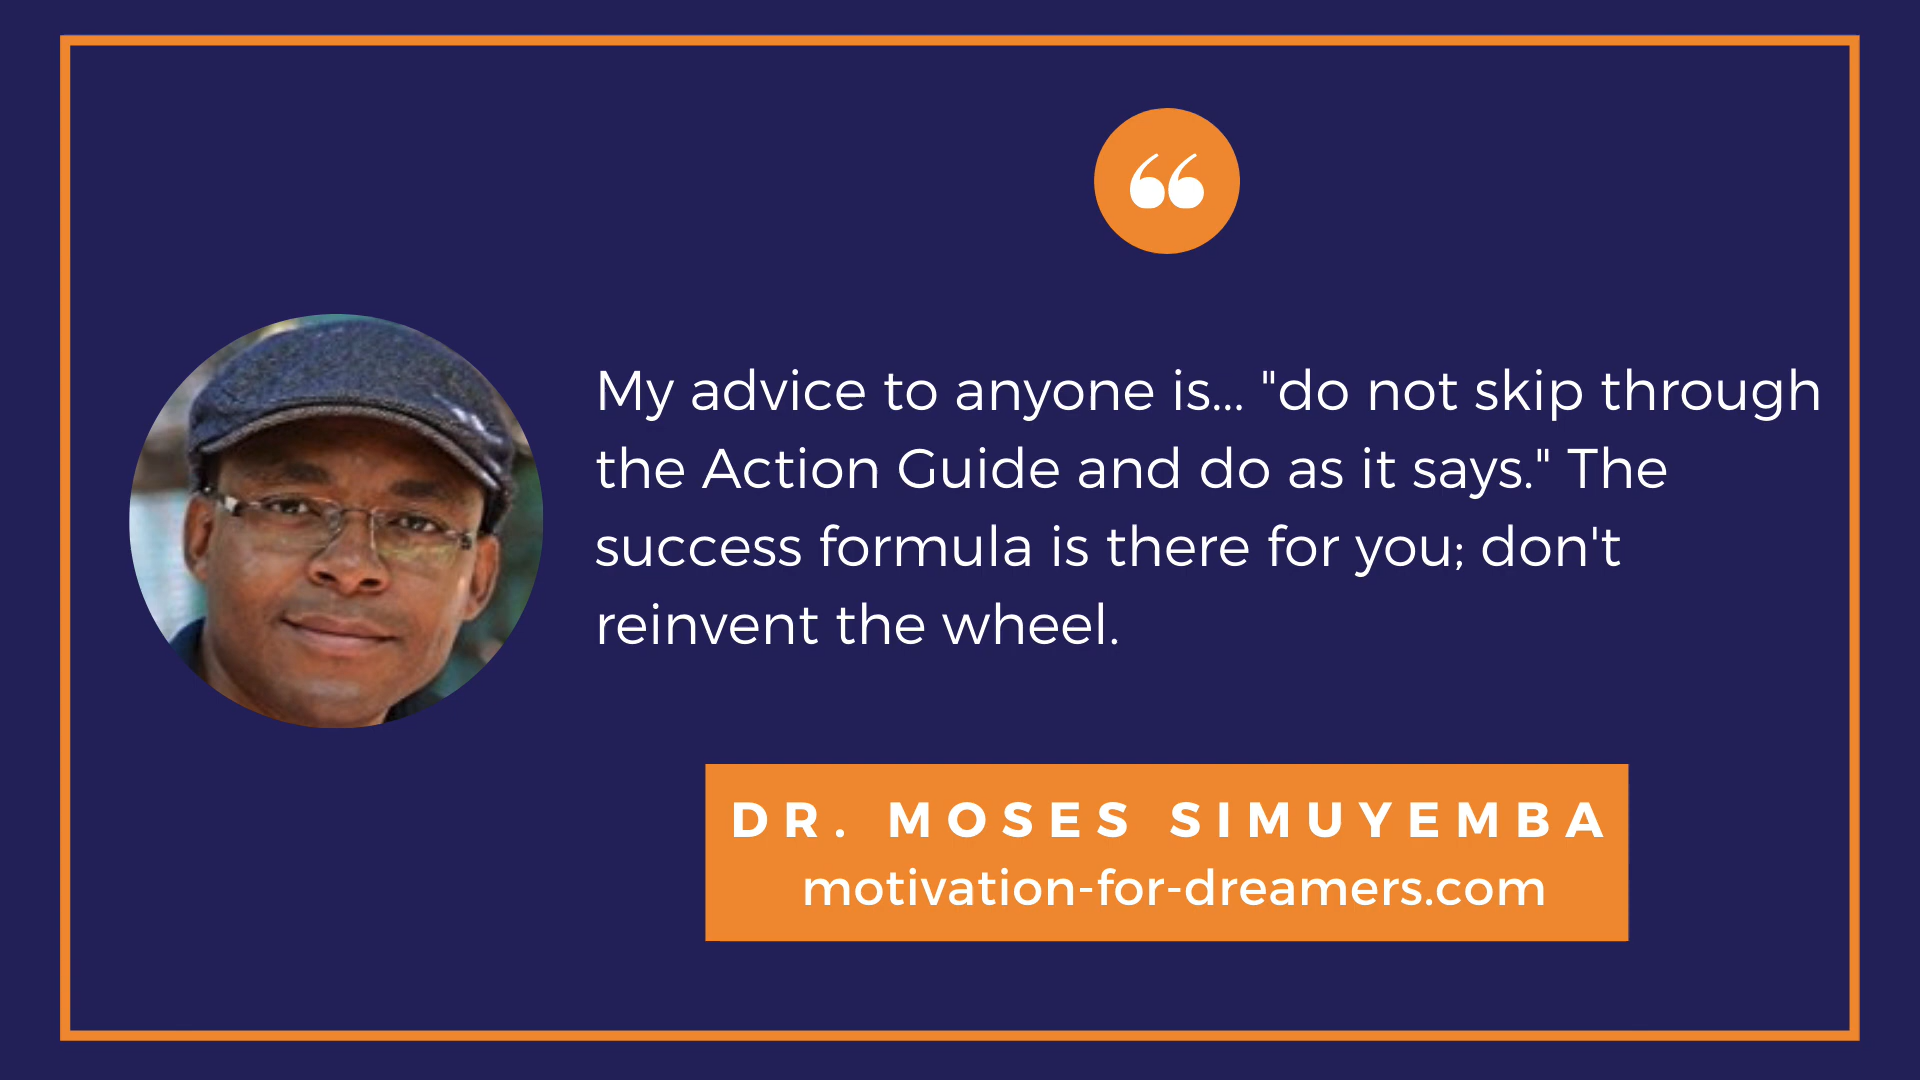 “
My advice to anyone is... "do not skip through
the Action Guide and do as it says." The
success formula is there for you; don't
reinvent the wheel.
DR. MOSES SIMUYEMBA
motivation-for-dreamers.com